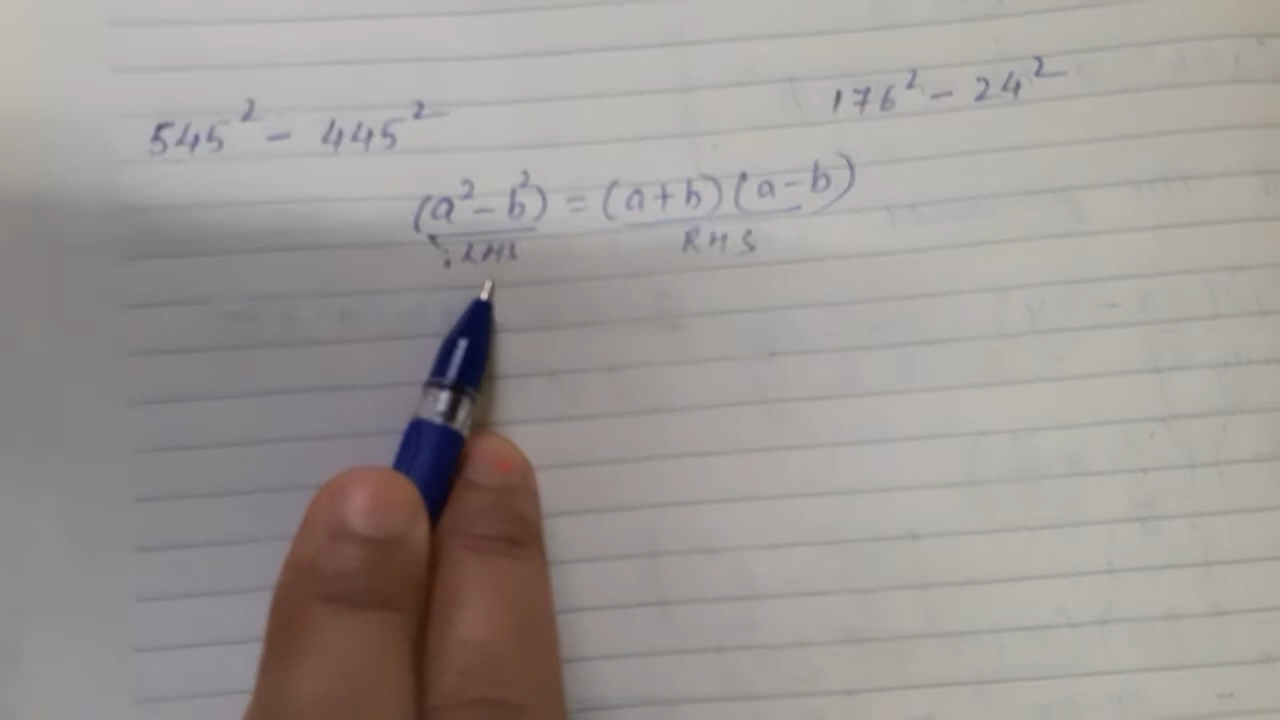 545² - 445²
176² - 24²
(a² - b²) = (a+b)(a-b)
LHS RHS